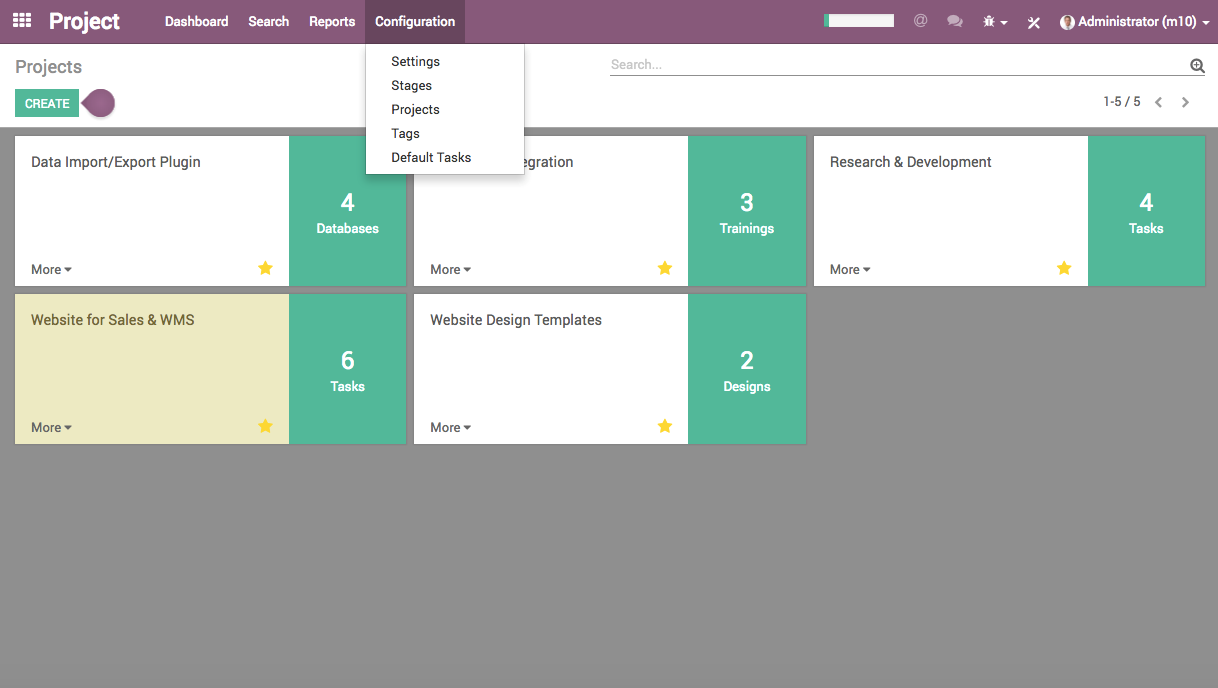 Project Dashboard Search Reports Configuration @ Administrator (m10)
Projects
Settings
Stages
Projects
Tags
Default Tasks
Search...
CREATE
1-5 / 5
Data Import/Export Plugin
4
Databases
More
3
Trainings
More
Research & Development
4
Tasks
More
Website for Sales & WMS
6
Tasks
More
Website Design Templates
2
Designs
More